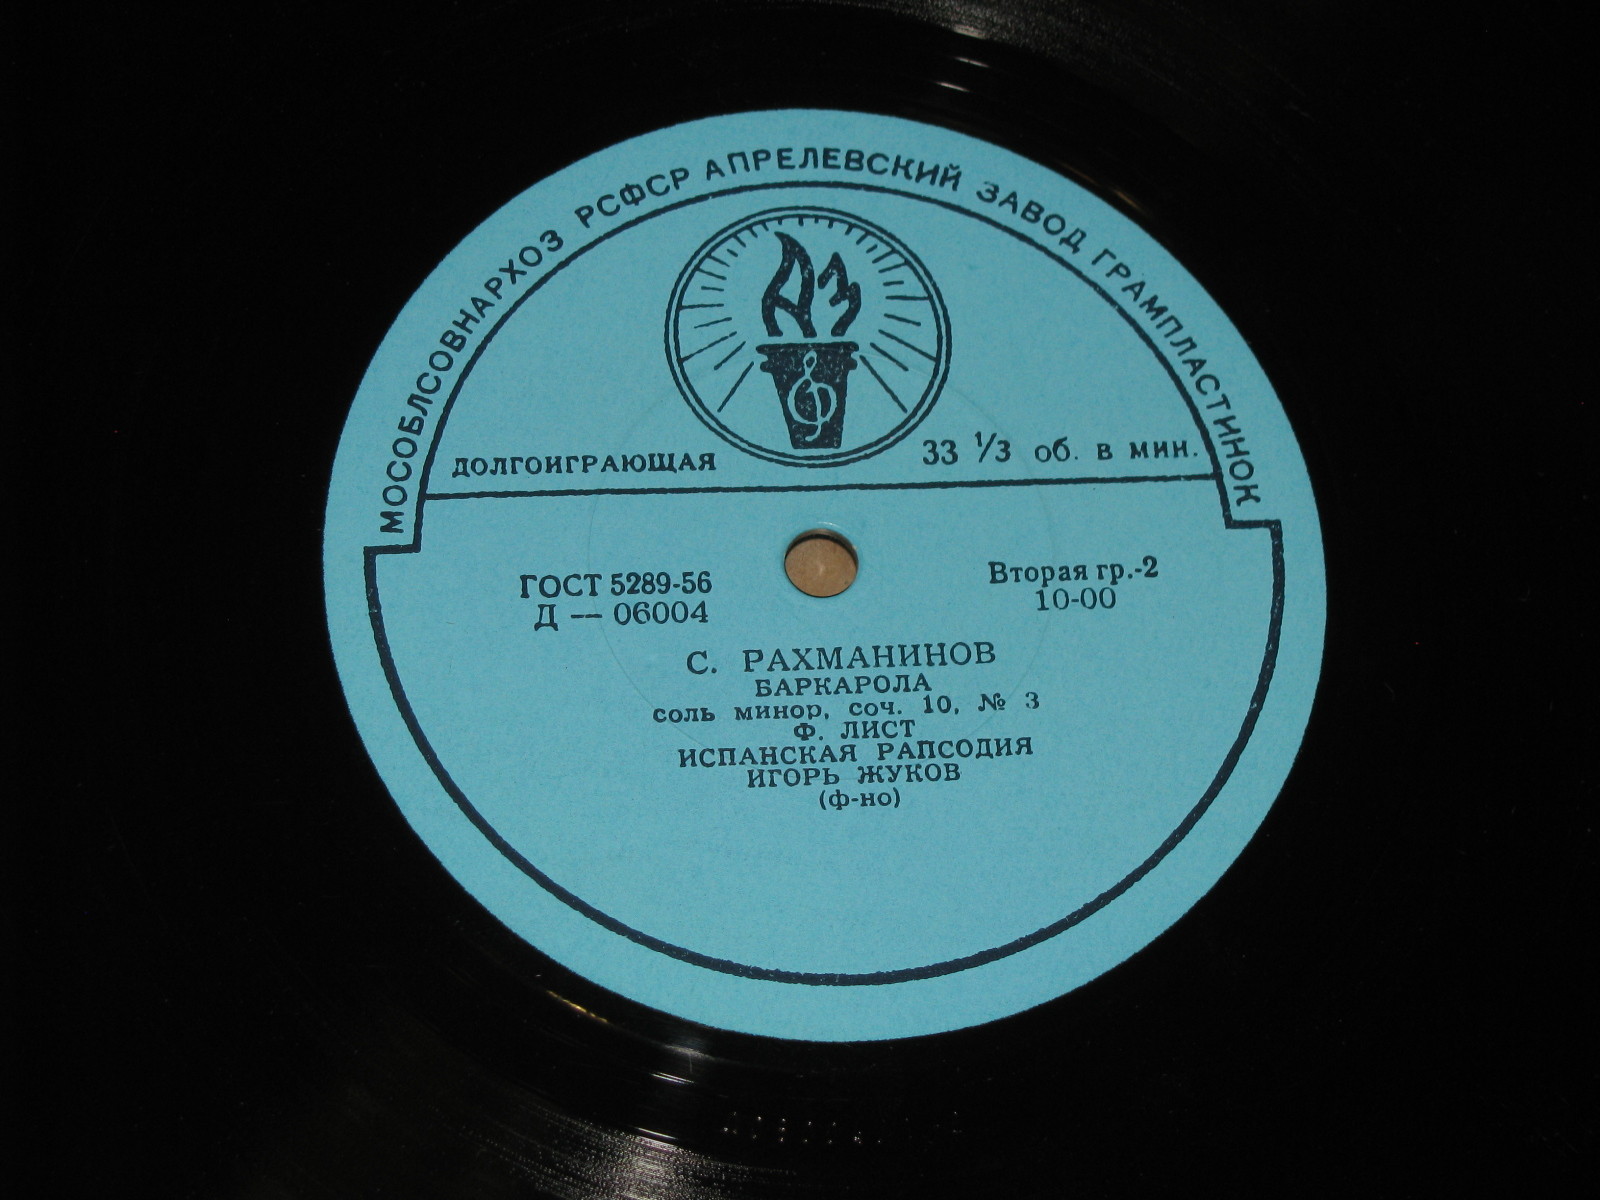 МОСОБЛСОВНАРХОЗ РСФСР АПРЕЛЕВСКИЙ ЗАВОД ГРАМПЛАСТИНОК
АЗ
ДОЛГОИГРАЮЩАЯ
33 1/3 об. в мин.
ГОСТ 5289-56
Д — 06004
Вторая гр.-2
10-00
С. РАХМАНИНОВ
БАРКАРОЛА
соль минор, соч. 10, № 3
Ф. ЛИСТ
ИСПАНСКАЯ РАПСОДИЯ
ИГОРЬ ЖУКОВ
(ф-но)